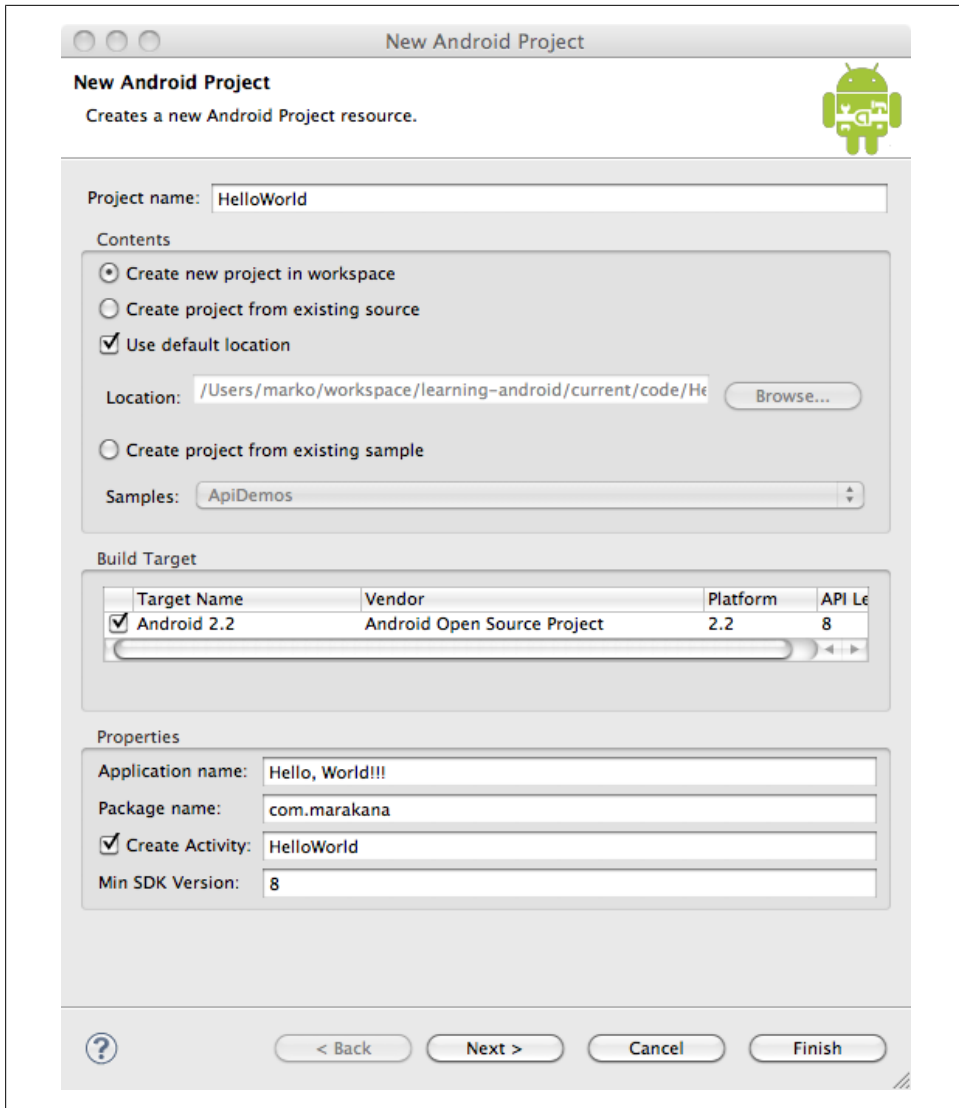 New Android Project
New Android Project
Creates a new Android Project resource.
Project name: HelloWorld
Contents
Create new project in workspace
Create project from existing source
Use default location
Location: /Users/marko/workspace/learning-android/current/code/He Browse...
Create project from existing sample
Samples: ApiDemos
Build Target
Target Name Vendor Platform API Le
Android 2.2 Android Open Source Project 2.2 8
Properties
Application name: Hello, World!!!
Package name: com.marakana
Create Activity: HelloWorld
Min SDK Version: 8
? < Back Next > Cancel Finish